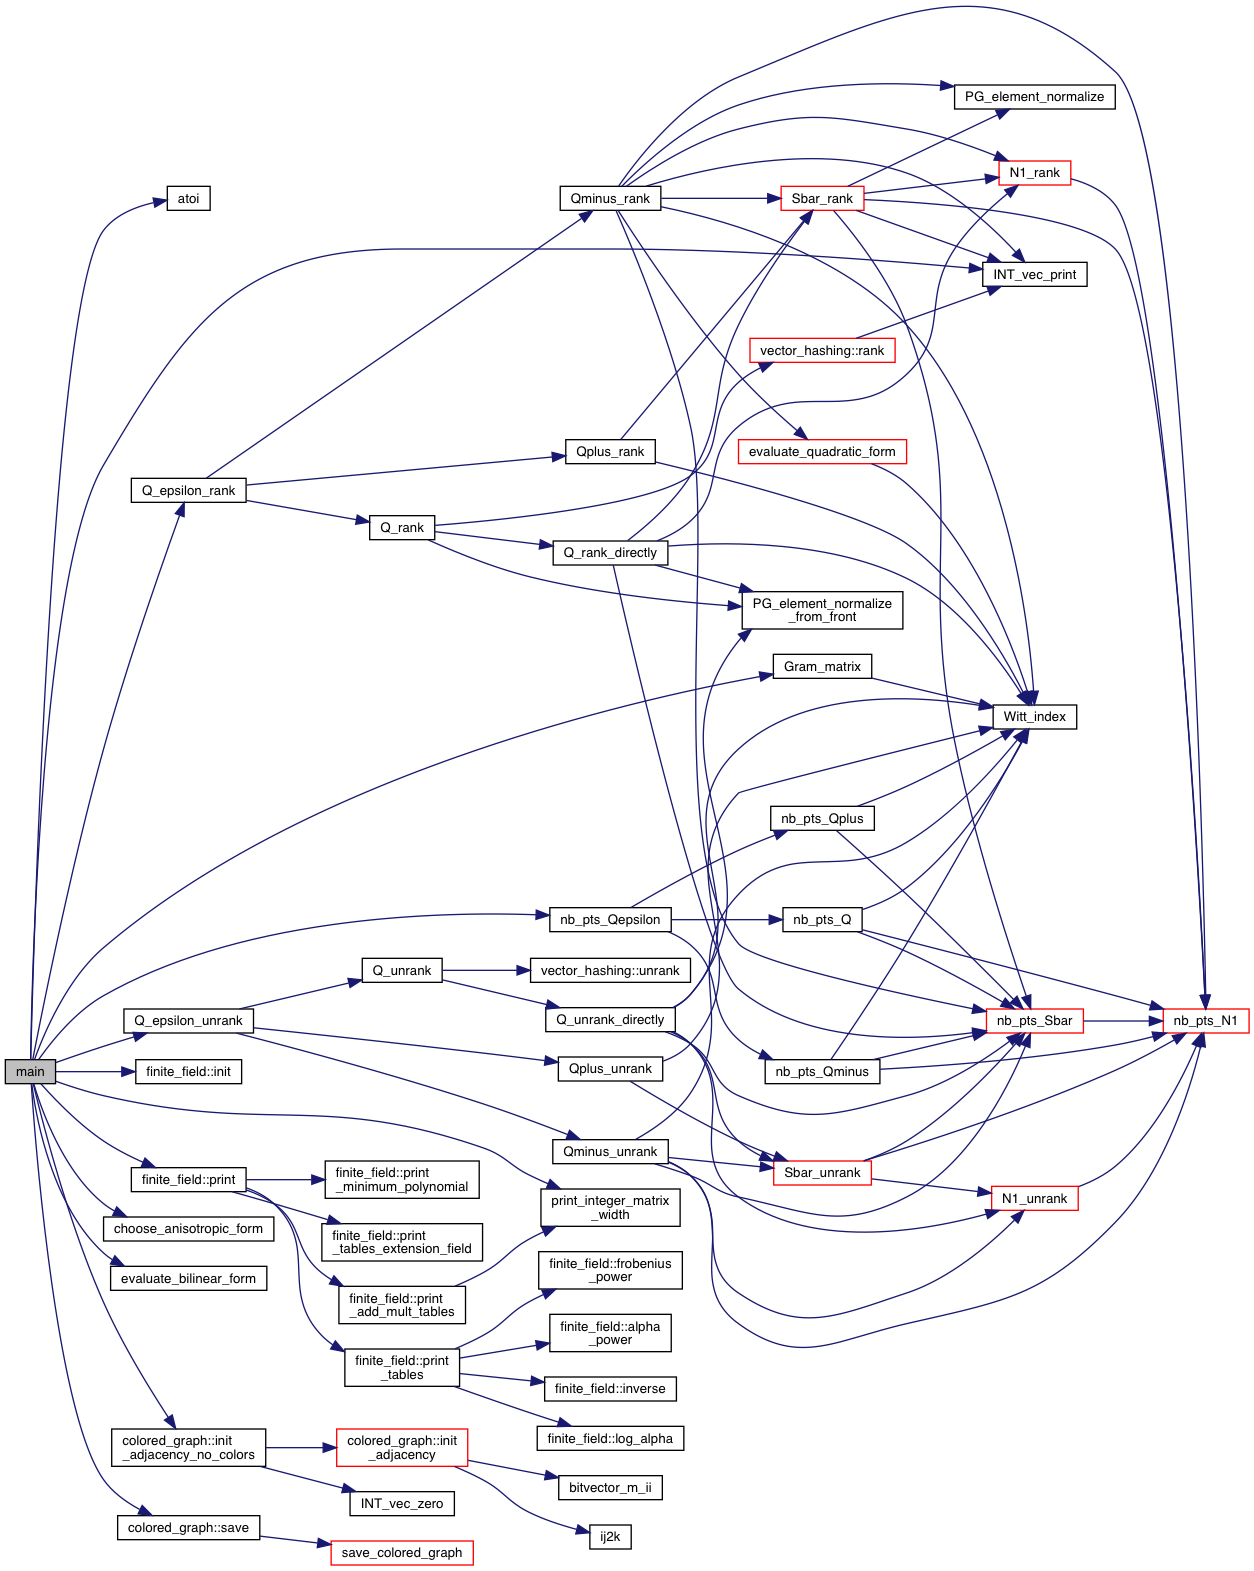 PG_element_normalize
N1_rank
atoi
Qminus_rank
Sbar_rank
INT_vec_print
vector_hashing::rank
Qplus_rank
evaluate_quadratic_form
Q_epsilon_rank
Q_rank
Q_rank_directly
PG_element_normalize
_from_front
Gram_matrix
Witt_index
nb_pts_Qplus
nb_pts_Qepsilon
nb_pts_Q
Q_unrank
vector_hashing::unrank
Q_epsilon_unrank
Q_unrank_directly
nb_pts_Sbar
nb_pts_N1
main
finite_field::init
Qplus_unrank
nb_pts_Qminus
Qminus_unrank
finite_field::print
finite_field::print
_minimum_polynomial
Sbar_unrank
N1_unrank
print_integer_matrix
_width
choose_anisotropic_form
finite_field::print
_tables_extension_field
evaluate_bilinear_form
finite_field::frobenius
_power
finite_field::print
_add_mult_tables
finite_field::alpha
_power
finite_field::print
_tables
finite_field::inverse
finite_field::log_alpha
colored_graph::init
_adjacency_no_colors
colored_graph::init
_adjacency
bitvector_m_ii
INT_vec_zero
colored_graph::save
ij2k
save_colored_graph